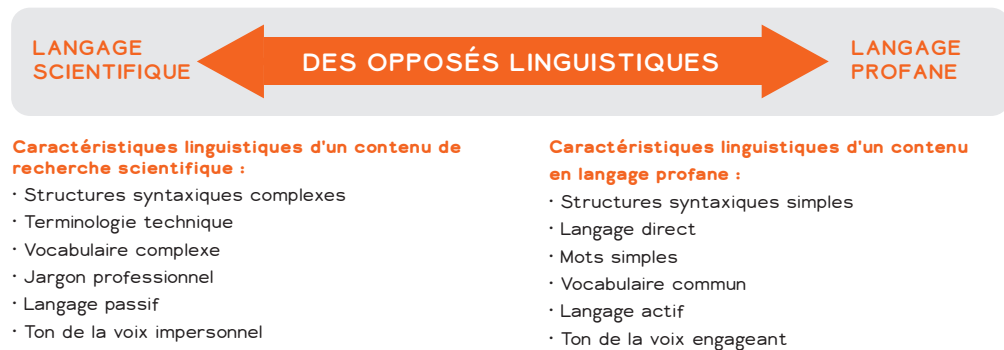 LANGAGE
SCIENTIFIQUE
DES OPPOSÉS LINGUISTIQUES
LANGAGE
PROFANE
Caractéristiques linguistiques d'un contenu de
recherche scientifique :
· Structures syntaxiques complexes
· Terminologie technique
· Vocabulaire complexe
· Jargon professionnel
· Langage passif
· Ton de la voix impersonnel
Caractéristiques linguistiques d'un contenu
en langage profane :
· Structures syntaxiques simples
· Langage direct
· Mots simples
· Vocabulaire commun
· Langage actif
· Ton de la voix engageant